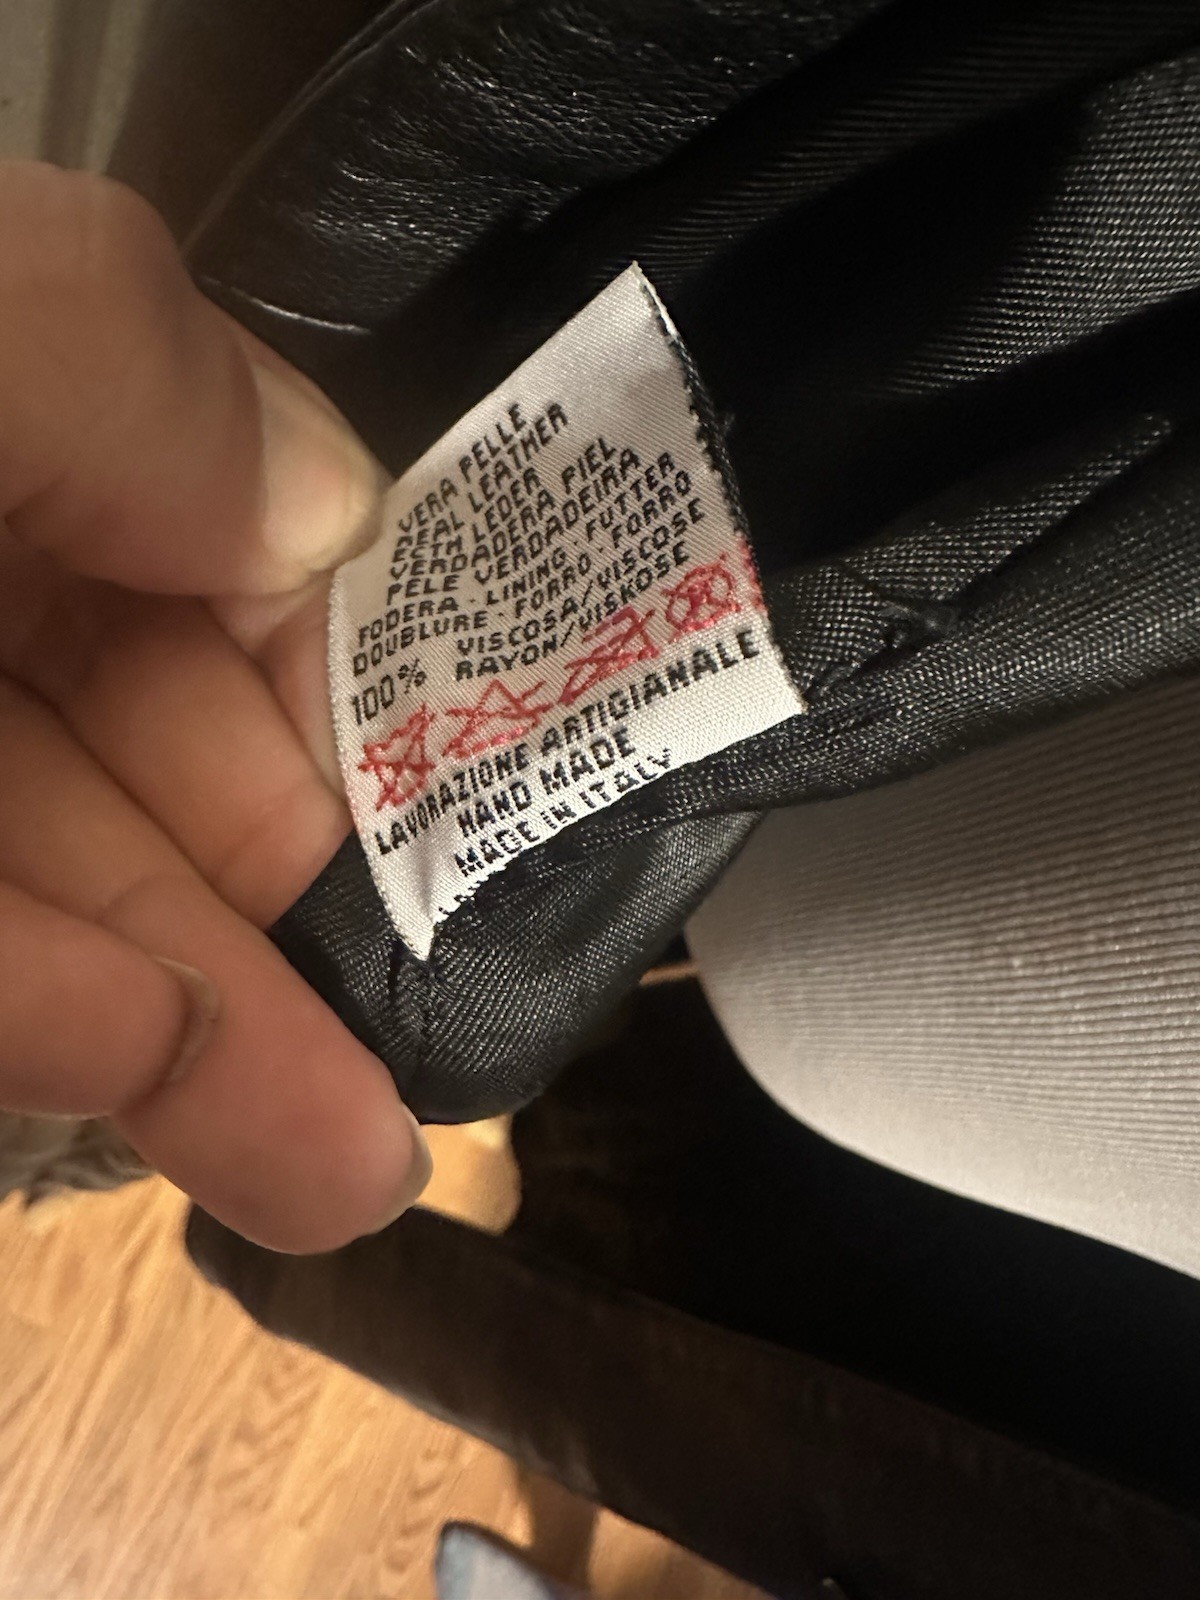 VERA PELLE
REAL LEATHER
ECTH LEDER
VERDADERA PIEL
PELE VERDADEIRA
FODERA - LINING - FUTTER
DOUBLURE - FORRO - FORRO
100% VISCOSA/VISCOSE
RAYON/VISKOSE
LAVORAZIONE ARTIGIANALE
HAND MADE
MADE IN ITALY